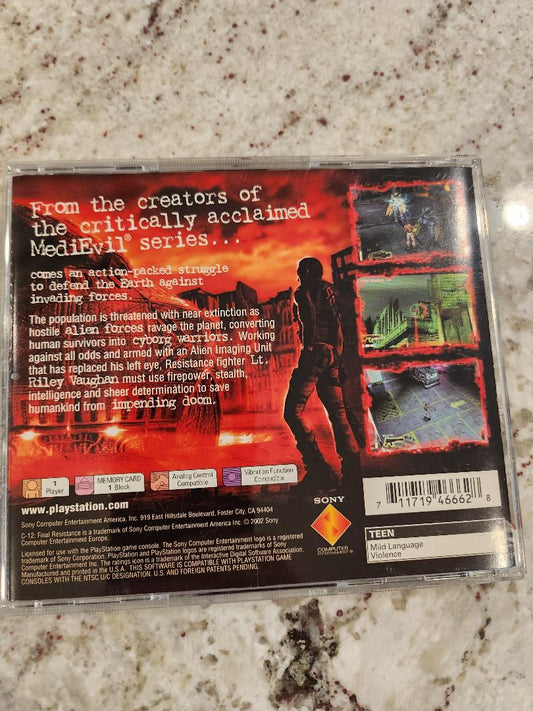 From the creators of
the critically acclaimed
MediEvil® series...
comes an action-packed struggle
to defend the Earth against
invading forces.
The population is threatened with near extinction as
hostile alien forces ravage the planet, converting
human survivors into cyborg warriors. Working
against all odds and armed with an Alien Imaging Unit
that has replaced his left eye, Resistance fighter Lt.
Riley Vaughan must use firepower, stealth,
intelligence and sheer determination to save
humankind from impending doom.
1
Player
MEMORY CARD
1 Block
Analog Control
Compatible
Vibration Function
Compatible
www.playstation.com
Sony Computer Entertainment America, Inc. 919 East Hillsdale Boulevard, Foster City, CA 94404
C-12: Final Resistance is a trademark of Sony Computer Entertainment America Inc. © 2002 Sony
Computer Entertainment Europe.
Licensed for use with the PlayStation game console. The Sony Computer Entertainment logo is a registered
trademark of Sony Corporation. PlayStation and PlayStation logos are registered trademarks of Sony
Computer Entertainment Inc. The ratings icon is a trademark of the Interactive Digital Software Association.
Manufactured and printed in the U.S.A. THIS SOFTWARE IS COMPATIBLE WITH PLAYSTATION GAME
CONSOLES WITH THE NTSC U/C DESIGNATION. U.S. AND FOREIGN PATENTS PENDING.
SONY
COMPUTER
ENTERTAINMENT®
7 11719 46662 8
TEEN
Mild Language
Violence